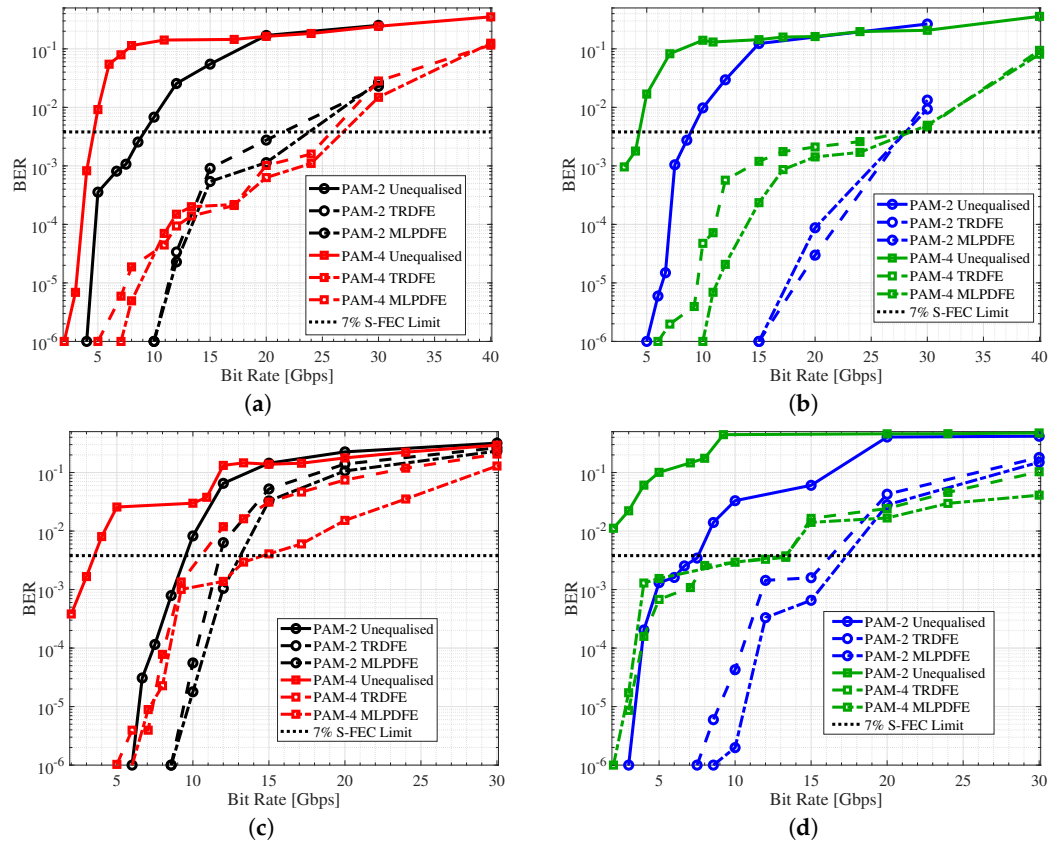 10^-1
10^-2
10^-3
10^-4
10^-5
10^-6
BER
PAM-2 Unequalised
PAM-2 TRDFE
PAM-2 MLPDFE
PAM-4 Unequalised
PAM-4 TRDFE
PAM-4 MLPDFE
7% S-FEC Limit
5 10 15 20 25 30 35 40
Bit Rate [Gbps]
(a)
10^-1
10^-2
10^-3
10^-4
10^-5
10^-6
BER
PAM-2 Unequalised
PAM-2 TRDFE
PAM-2 MLPDFE
PAM-4 Unequalised
PAM-4 TRDFE
PAM-4 MLPDFE
7% S-FEC Limit
5 10 15 20 25 30 35 40
Bit Rate [Gbps]
(b)
10^-1
10^-2
10^-3
10^-4
10^-5
10^-6
BER
PAM-2 Unequalised
PAM-2 TRDFE
PAM-2 MLPDFE
PAM-4 Unequalised
PAM-4 TRDFE
PAM-4 MLPDFE
7% S-FEC Limit
5 10 15 20 25 30
Bit Rate [Gbps]
(c)
10^-1
10^-2
10^-3
10^-4
10^-5
10^-6
BER
PAM-2 Unequalised
PAM-2 TRDFE
PAM-2 MLPDFE
PAM-2 Unequalised
PAM-4 TRDFE
PAM-4 MLPDFE
7% S-FEC Limit
5 10 15 20 25 30
Bit Rate [Gbps]
(d)